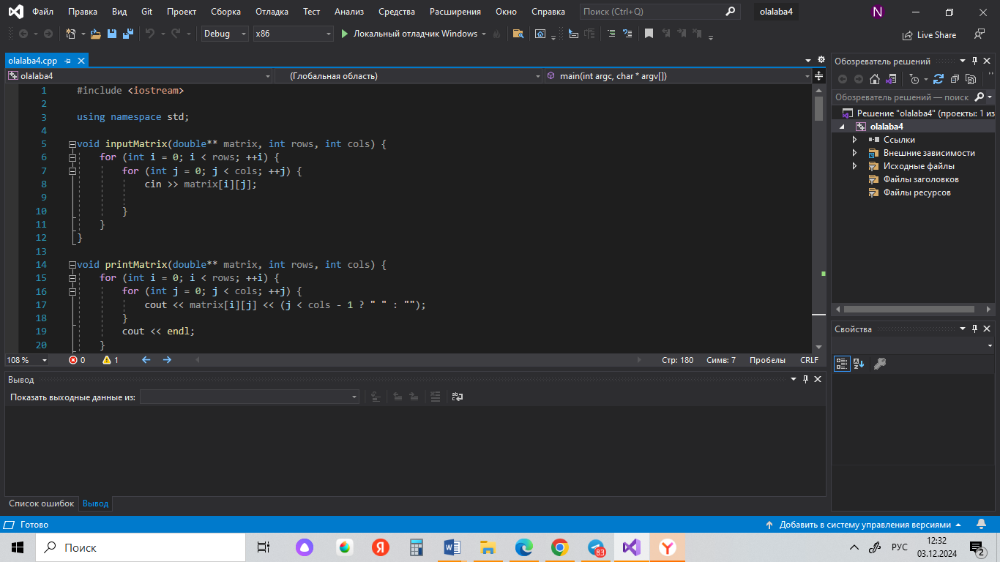 Файл Правка Вид Git Проект Сборка Отладка Тест Анализ Средства Расширения Окно Справка Поиск (Ctrl+Q) olalaba4 N
Debug x86 Локальный отладчик Windows Live Share
olalaba4.cpp
olalaba4 (Глобальная область) main(int argc, char * argv[])
1 #include <iostream>
2
3 using namespace std;
4
5 void inputMatrix(double** matrix, int rows, int cols) {
6 for (int i = 0; i < rows; ++i) {
7 for (int j = 0; j < cols; ++j) {
8 cin >> matrix[i][j];
9
10 }
11 }
12 }
13
14 void printMatrix(double** matrix, int rows, int cols) {
15 for (int i = 0; i < rows; ++i) {
16 for (int j = 0; j < cols; ++j) {
17 cout << matrix[i][j] << (j < cols - 1 ? " " : "");
18 }
19 cout << endl;
20 }
108 % 0 1 Стр: 180 Симв: 7 Пробелы CRLF
Вывод
Показать выходные данные из:
Список ошибок Вывод
Обозреватель решений
Обозреватель решений — поиск
Решение "olalaba4" (проекты: 1 из
olalaba4
Ссылки
Внешние зависимости
Исходные файлы
Файлы заголовков
Файлы ресурсов
Свойства
Готово Добавить в систему управления версиями
Поиск Я 83 Y РУС 12:32
03.12.2024 2